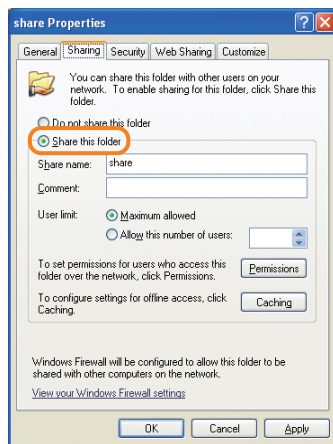 share Properties
General Sharing Security Web Sharing Customize
You can share this folder with other users on your
network. To enable sharing for this folder, click Share this
folder.
Do not share this folder
Share this folder
Share name: share
Comment:
User limit: Maximum allowed
Allow this number of users:
To set permissions for users who access this
folder over the network, click Permissions.
Permissions
To configure settings for offline access, click
Caching.
Caching
Windows Firewall will be configured to allow this folder to be
shared with other computers on the network.
View your Windows Firewall settings
OK Cancel Apply